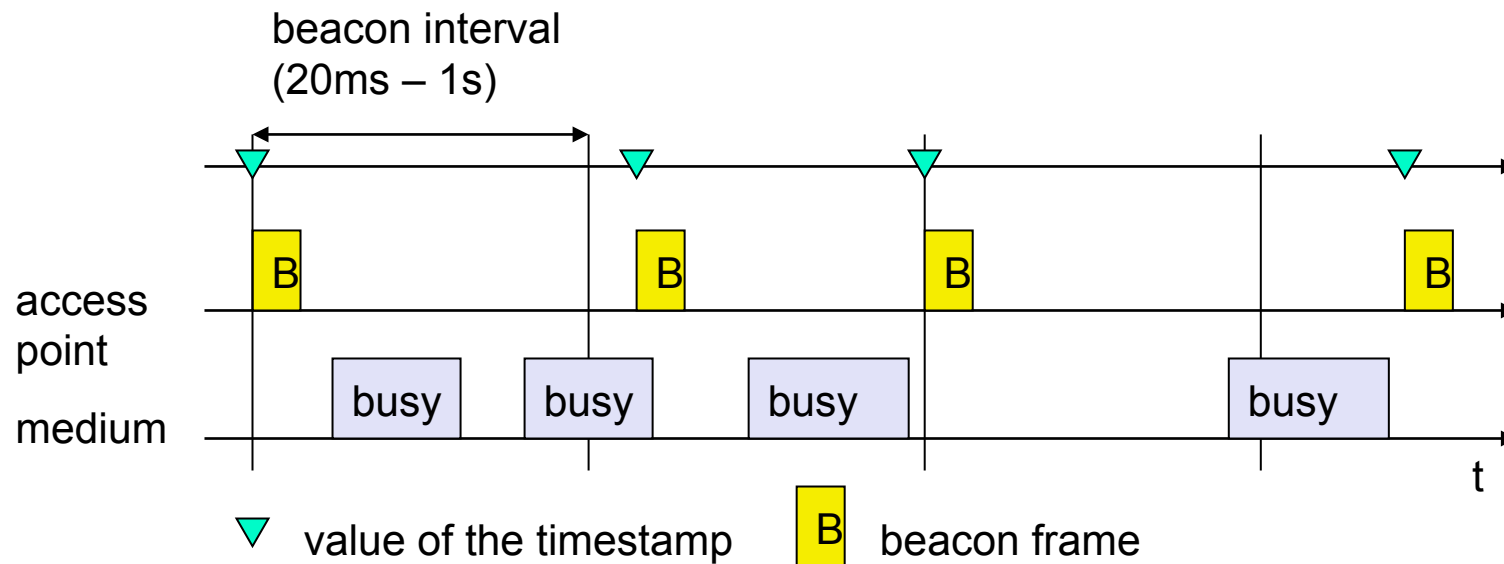 beacon interval
(20ms – 1s)
B B B B
access
point
busy busy busy busy
medium
t
value of the timestamp B beacon frame